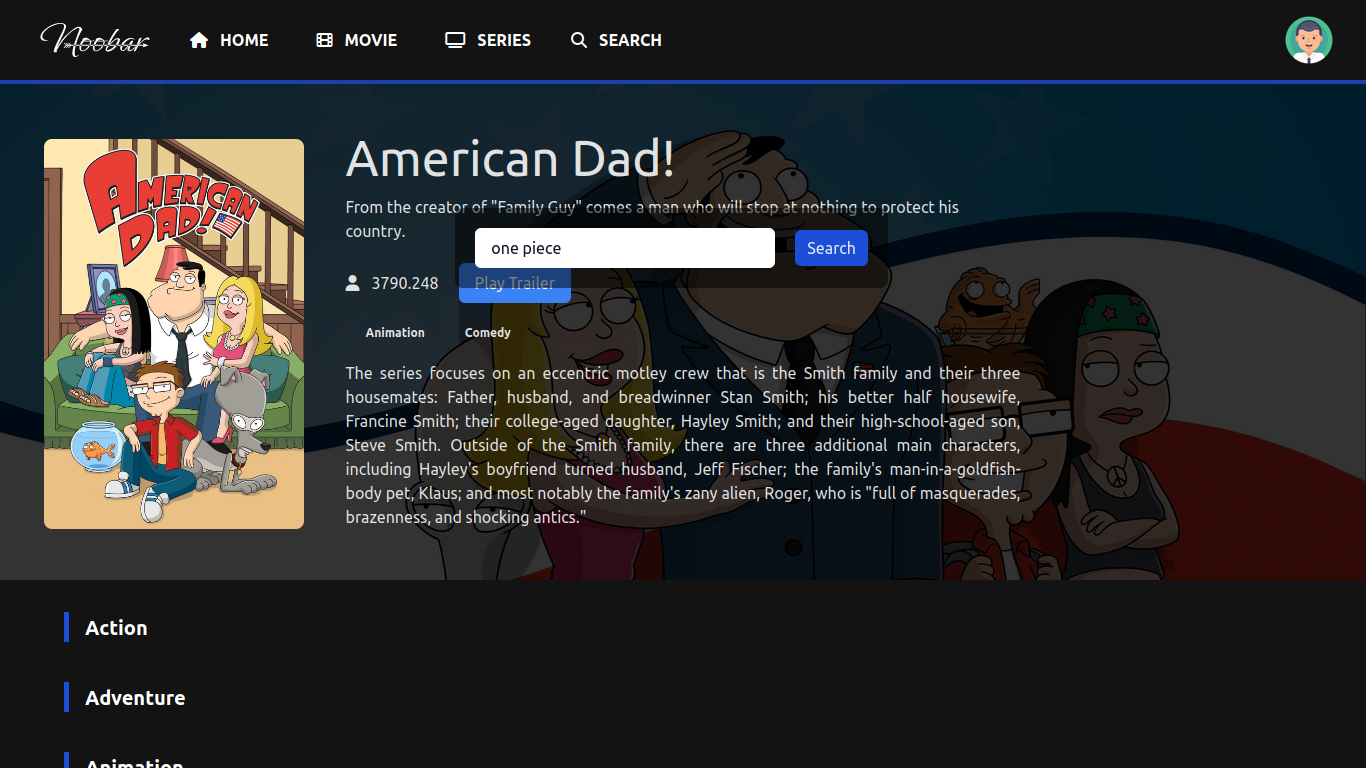 Noobar
HOME
MOVIE
SERIES
SEARCH
AMERICAN
DAD!
American Dad!
From the creator of "Family Guy" comes a man who will stop at nothing to protect his
country.
one piece
Search
3790.248
Play Trailer
Animation
Comedy
The series focuses on an eccentric motley crew that is the Smith family and their three
housemates: Father, husband, and breadwinner Stan Smith; his better half housewife,
Francine Smith; their college-aged daughter, Hayley Smith; and their high-school-aged son,
Steve Smith. Outside of the Smith family, there are three additional main characters,
including Hayley's boyfriend turned husband, Jeff Fischer; the family's man-in-a-goldfish-
body pet, Klaus; and most notably the family's zany alien, Roger, who is "full of masquerades,
brazenness, and shocking antics."
Action
Adventure
Animation